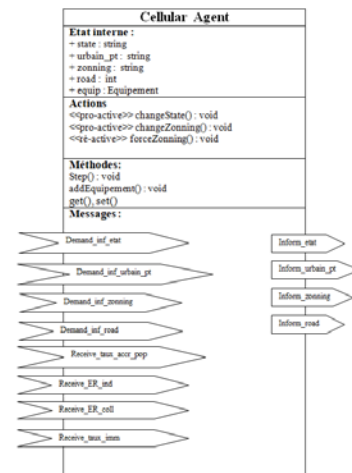 Cellular Agent
Etat interne :
+ state : string
+ urbain_pt : string
+ zonning : string
+ road : int
+ equip : Equipement
Actions
<<pro-active>> changeState() : void
<<pro-active>> changeZonning() : void
<<ré-active>> forceZonning() : void
Méthodes:
Step() : void
addEquipement() : void
get(), set()
Messages :
Demand_inf_etat
Demand_inf_urbain_pt
Demand_inf_zonning
Demand_inf_road
Receive_taux_accr_pop
Receive_ER_ind
Receive_ER_coll
Receive_taux_imm
Inform_etat
Inform_urbain_pt
Inform_zonning
Inform_road